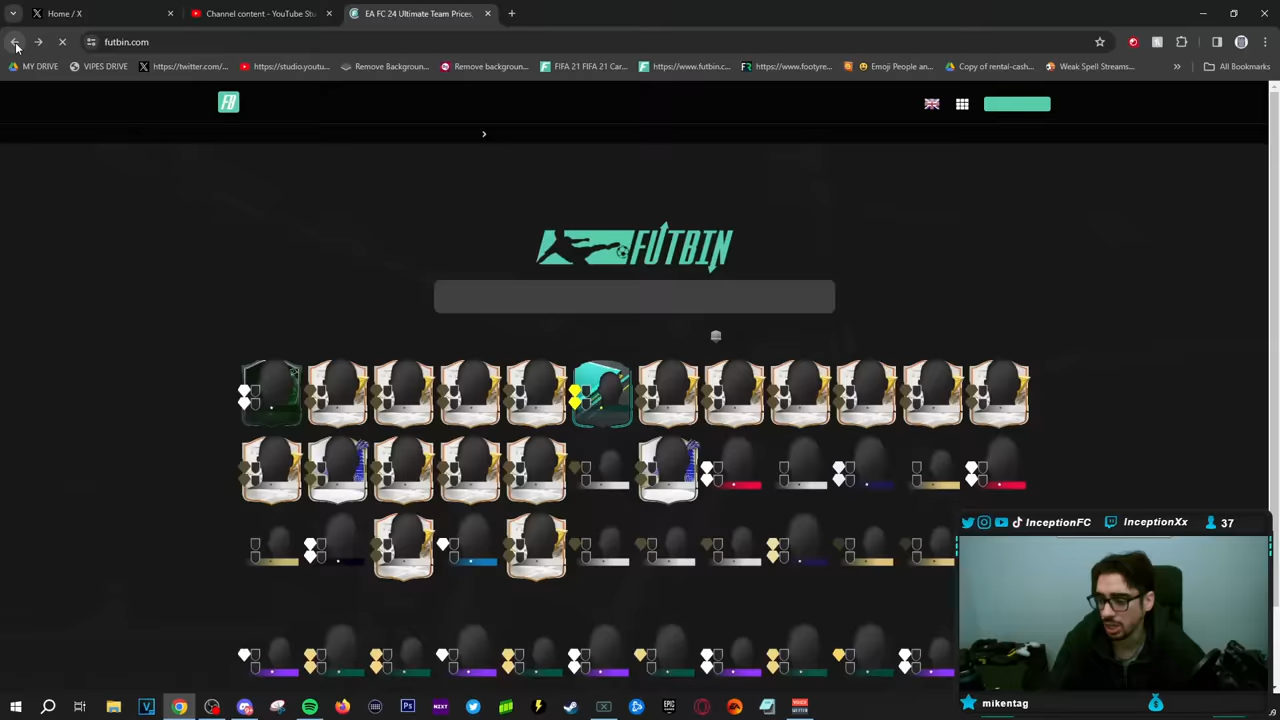 Home / X
Channel content - YouTube Stu
EA FC 24 Ultimate Team Prices,
futbin.com
MY DRIVE
VIPES DRIVE
https://twitter.com/...
https://studio.youtu...
Remove Backgroun...
Remove backgroun...
FIFA 21 FIFA 21 Car...
https://www.futbin.c...
https://www.footyre...
Emoji People an...
Copy of rental-cash...
Weak Spell Streams...
All Bookmarks
FB
FUTBIN
InceptionFC
InceptionXx
37
mikentag